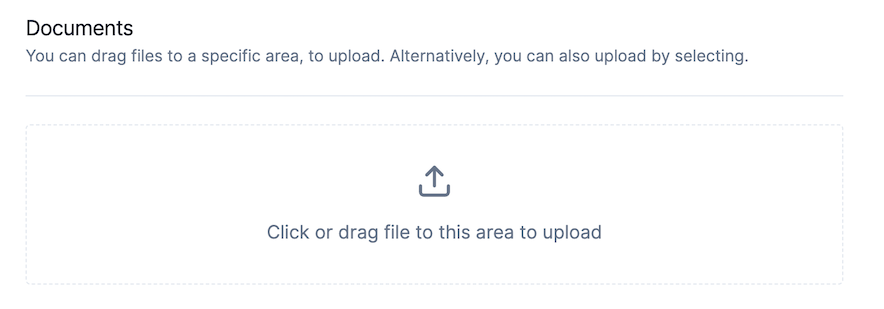 Documents
You can drag files to a specific area, to upload. Alternatively, you can also upload by selecting.
Click or drag file to this area to upload